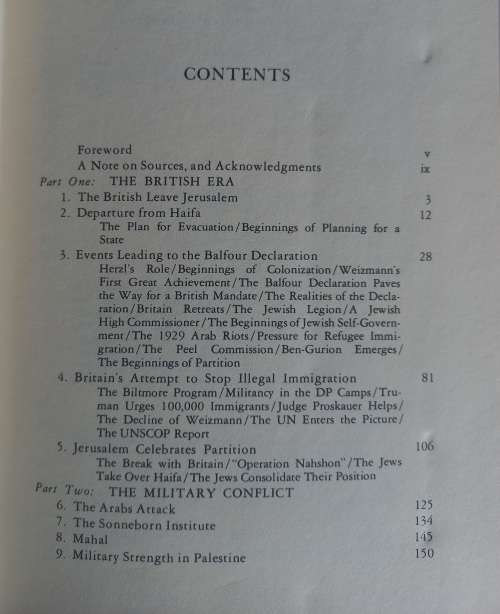 CONTENTS
Foreword v
A Note on Sources, and Acknowledgments ix
Part One: THE BRITISH ERA
1. The British Leave Jerusalem 3
2. Departure from Haifa 12
The Plan for Evacuation/Beginnings of Planning for a
State
3. Events Leading to the Balfour Declaration 28
Herzl's Role/Beginnings of Colonization/Weizmann's
First Great Achievement/The Balfour Declaration Paves
the Way for a British Mandate/The Realities of the Decla-
ration/Britain Retreats/The Jewish Legion/A Jewish
High Commissioner/The Beginnings of Jewish Self-Govern-
ment/The 1929 Arab Riots/Pressure for Refugee Immi-
gration/The Peel Commission/Ben-Gurion Emerges/
The Beginnings of Partition
4. Britain's Attempt to Stop Illegal Immigration 81
The Biltmore Program/Militancy in the DP Camps/Tru-
man Urges 100,000 Immigrants/Judge Proskauer Helps/
The Decline of Weizmann/The UN Enters the Picture/
The UNSCOP Report
5. Jerusalem Celebrates Partition 106
The Break with Britain/"Operation Nahshon"/The Jews
Take Over Haifa/The Jews Consolidate Their Position
Part Two: THE MILITARY CONFLICT
6. The Arabs Attack 125
7. The Sonneborn Institute 134
8. Mahal 145
9. Military Strength in Palestine 150